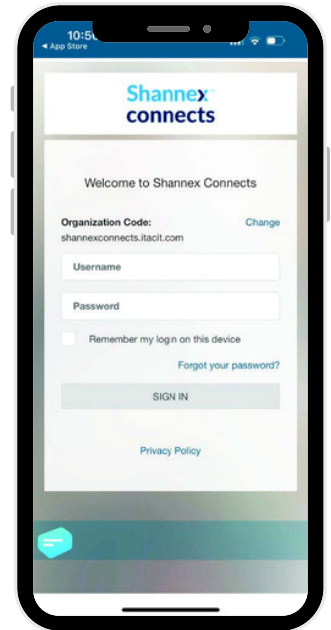 ◀ App Store
Shannex
connects
Welcome to Shannex Connects
Organization Code:
Change
shannexconnects.itacit.com
Username
Password
Remember my login on this device
Forgot your password?
SIGN IN
Privacy Policy